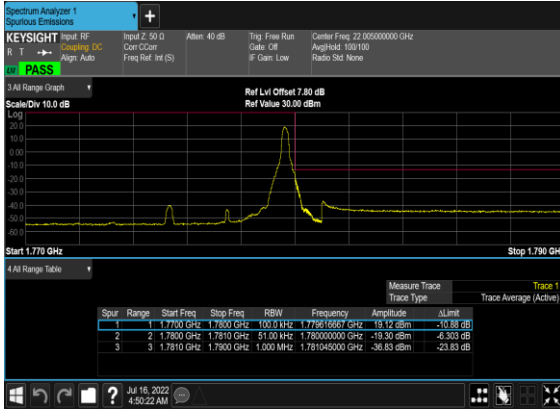 Spectrum Analyzer 1
Spurious Emissions
+
KEYSIGHT Input: RF Input Z: 50 Ω Atten: 40 dB Trig: Free Run Center Freq: 22.005000000 GHz
R T Coupling: DC Corr CCorr Gate: Off Avg|Hold: 100/100
Align: Auto Freq Ref: Int (S) IF Gain: Low Radio Std: None
PASS
3 All Range Graph
Ref Lvl Offset 7.80 dB
Scale/Div 10.0 dB Ref Value 30.00 dBm
Log
20.0
10.0
0.00
-10.0
-20.0
-30.0
-40.0
-50.0
-60.0
Start 1.770 GHz Stop 1.790 GH
4 All Range Table
Measure Trace Trace 1
Trace Type Trace Average (Active)
Spur Range Start Freq Stop Freq RBW Frequency Amplitude ΔLimit
1 1 1.7700 GHz 1.7800 GHz 100.0 kHz 1.779616667 GHz 19.12 dBm -10.88 dB
2 2 1.7800 GHz 1.7810 GHz 51.00 kHz 1.780000000 GHz -19.30 dBm -6.303 dB
3 3 1.7810 GHz 1.7900 GHz 1.000 MHz 1.781045000 GHz -36.83 dBm -23.83 dB
?
Jul 16, 2022
4:50:22 AM